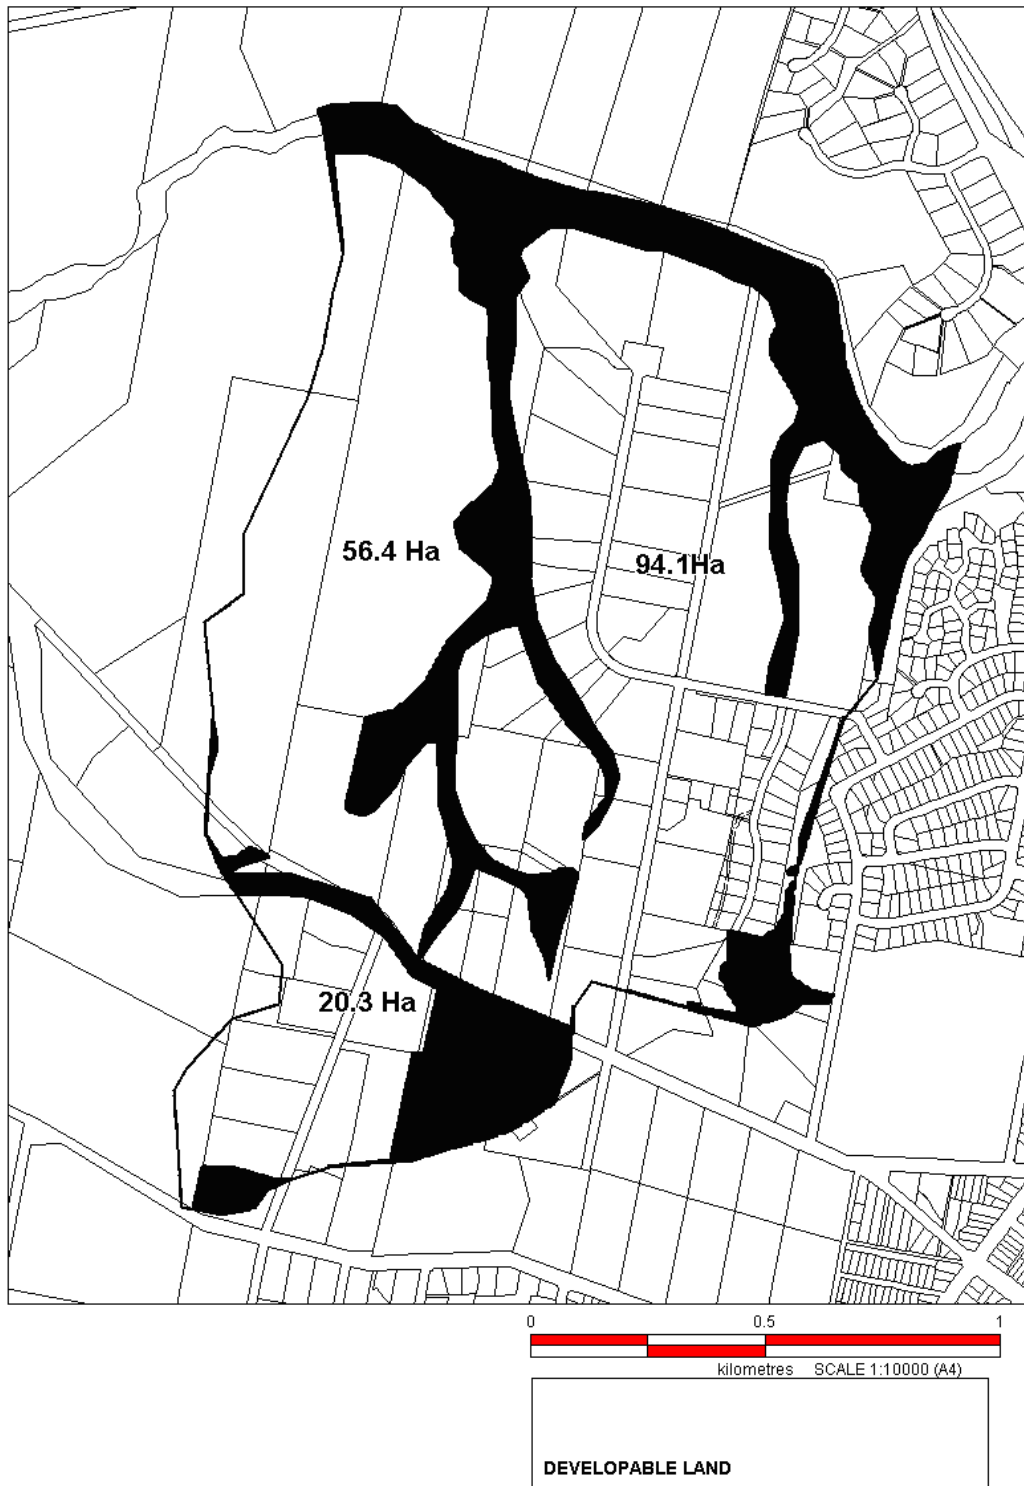 56.4 Ha
94.1Ha
20.3 Ha
0 0.5 1
kilometres SCALE 1:10000 (A4)
DEVELOPABLE LAND